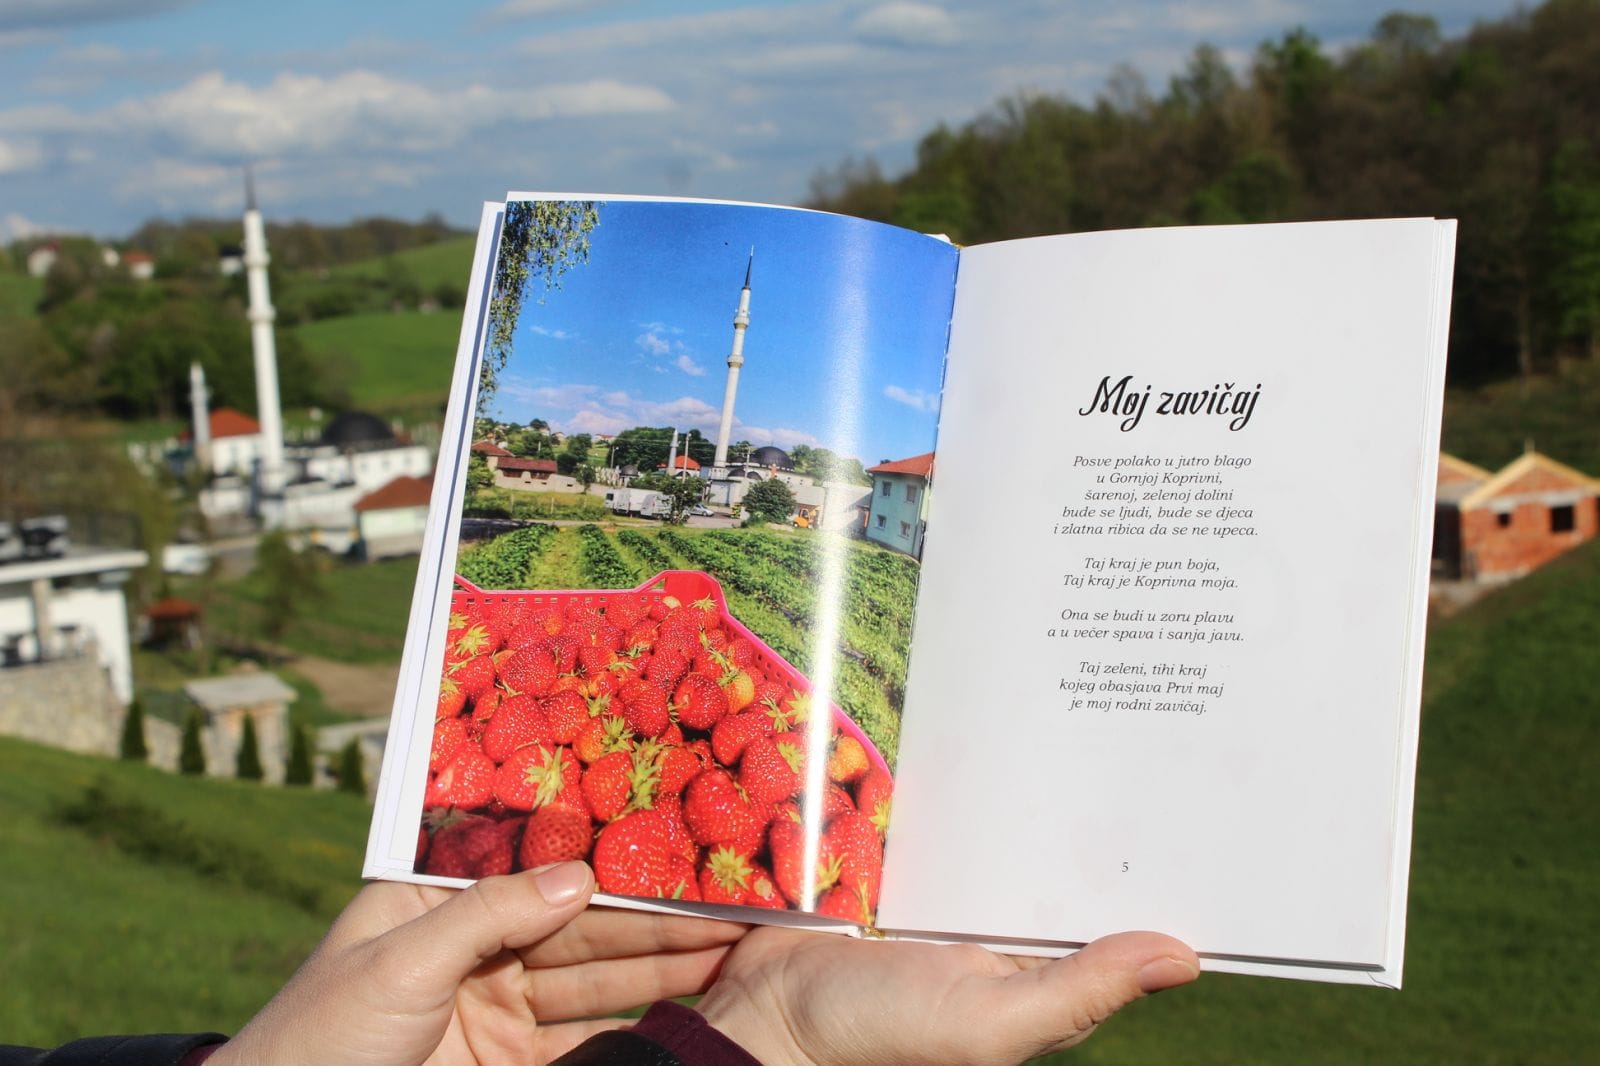 Moj zavičaj
Posve polako u jutro blago
u Gornjoj Koprivni,
šarenoj, zelenoj dolini
bude se ljudi, bude se djeca
i zlatna ribica da se ne upeca.
Taj kraj je pun boja,
Taj kraj je Koprivna moja.
Ona se budi u zoru plavu
a u večer spava i sanja javu.
Taj zeleni, tihi kraj
kojeg obasjava Prvi maj
je moj rodni zavičaj.
5